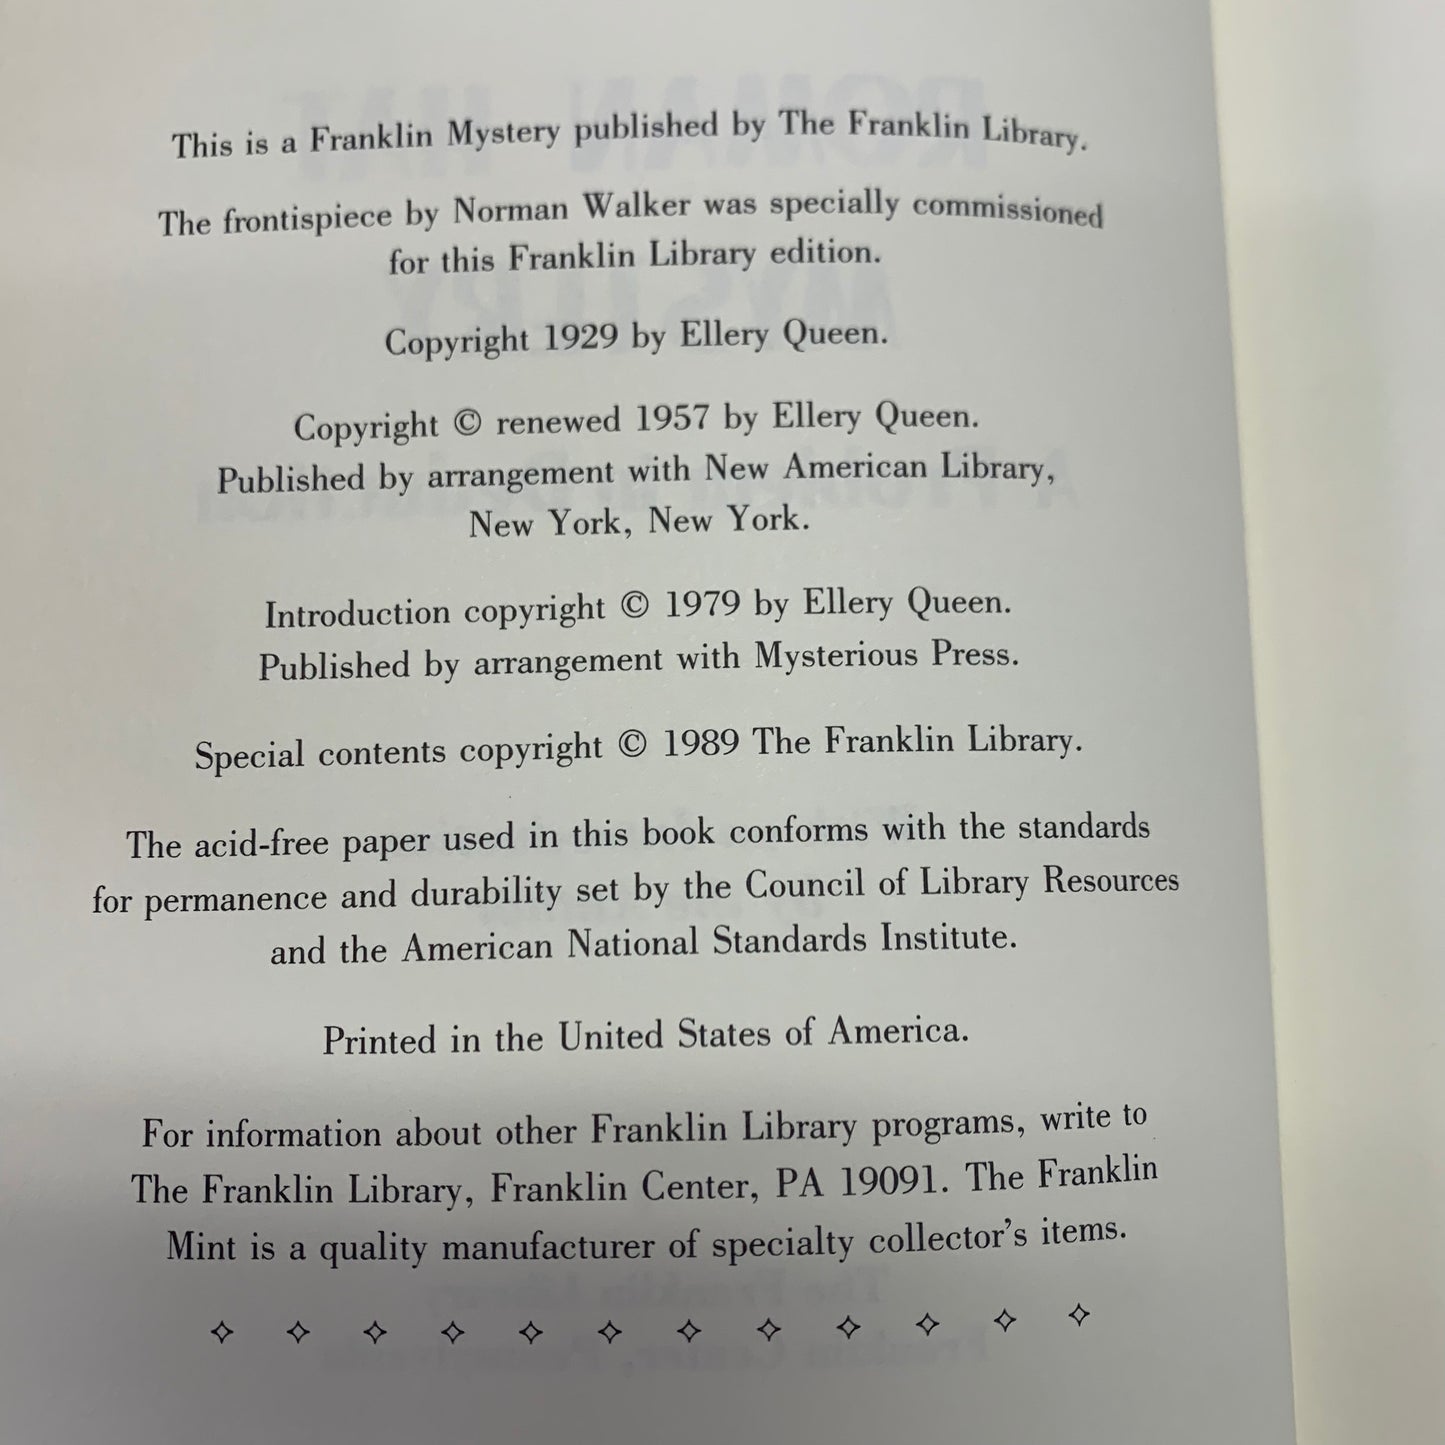 This is a Franklin Mystery published by The Franklin Library.
The frontispiece by Norman Walker was specially commissioned
for this Franklin Library edition.
Copyright 1929 by Ellery Queen.
Copyright © renewed 1957 by Ellery Queen.
Published by arrangement with New American Library,
New York, New York.
Introduction copyright © 1979 by Ellery Queen.
Published by arrangement with Mysterious Press.
Special contents copyright © 1989 The Franklin Library.
The acid-free paper used in this book conforms with the standards
for permanence and durability set by the Council of Library Resources
and the American National Standards Institute.
Printed in the United States of America.
For information about other Franklin Library programs, write to
The Franklin Library, Franklin Center, PA 19091. The Franklin
Mint is a quality manufacturer of specialty collector's items.